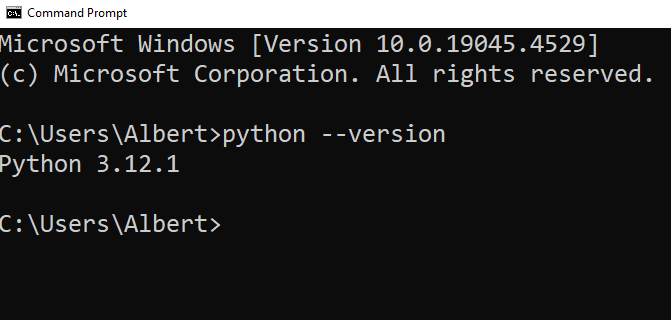 Command Prompt
Microsoft Windows [Version 10.0.19045.4529]
(c) Microsoft Corporation. All rights reserved.
C:\Users\Albert>python --version
Python 3.12.1
C:\Users\Albert>